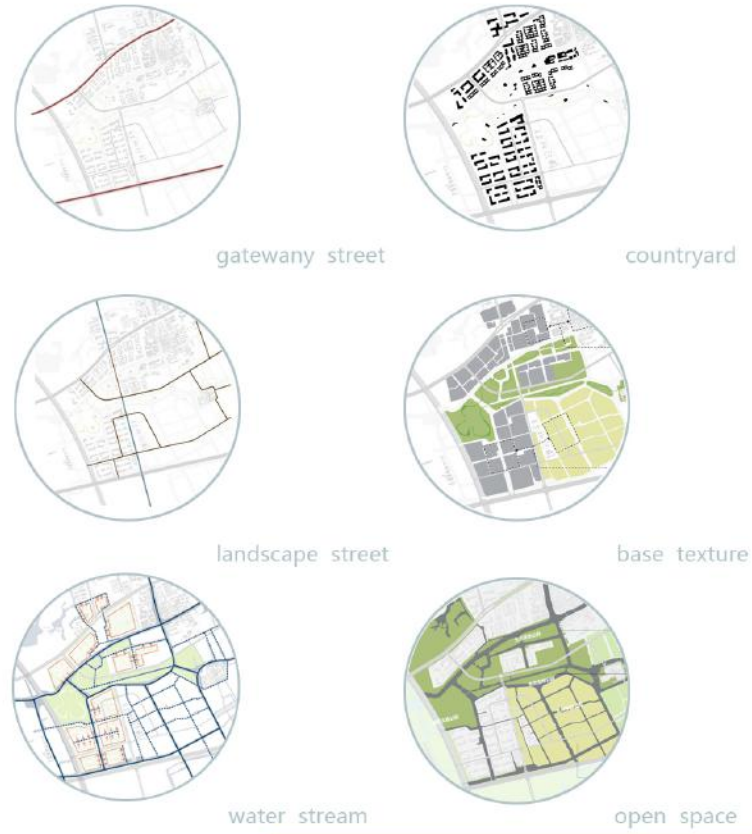 gatewany street
countryard
landscape street
base texture
water stream
open space